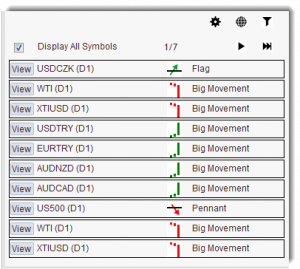 Display All Symbols 1/7
View USDCZK (D1) Flag
View WTI (D1) Big Movement
View XTIUSD (D1) Big Movement
View USDTRY (D1) Big Movement
View EURTRY (D1) Big Movement
View AUDNZD (D1) Big Movement
View AUDCAD (D1) Big Movement
View US500 (D1) Pennant
View WTI (D1) Big Movement
View XTIUSD (D1) Big Movement